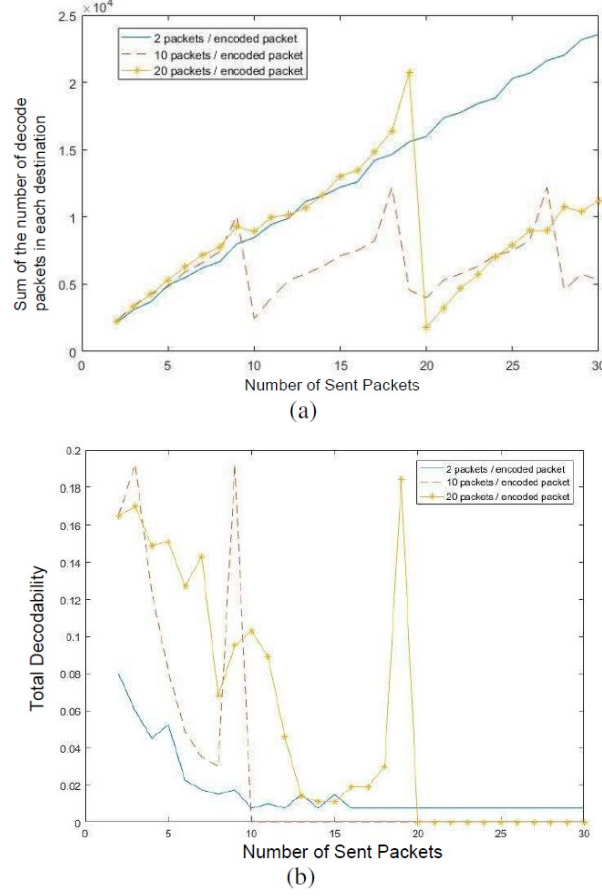 ×10⁴
2.5
2 packets / encoded packet
10 packets / encoded packet
20 packets / encoded packet
2
1.5
1
0.5
0
Sum of the number of decode
packets in each destination
0 5 10 15 20 25 30
Number of Sent Packets
(a)
0.2
2 packets / encoded packet
10 packets / encoded packet
20 packets / encoded packet
0.18
0.16
0.14
0.12
0.1
0.08
0.06
0.04
0.02
0
Total Decodability
0 5 10 15 20 25 30
Number of Sent Packets
(b)